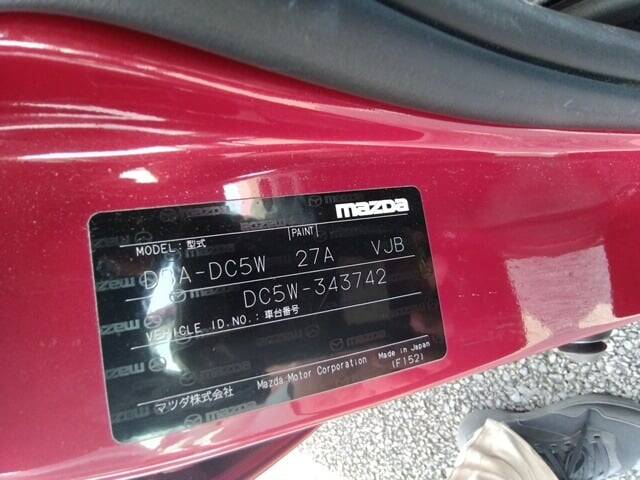 mazda
MODEL: 型式 PAINT
DBA-DC5W 27A VJB
DC5W-343742
VEHICLE ID.NO.: 車台番号
Made in Japan
マツダ株式会社 Mazda Motor Corporation (F152)